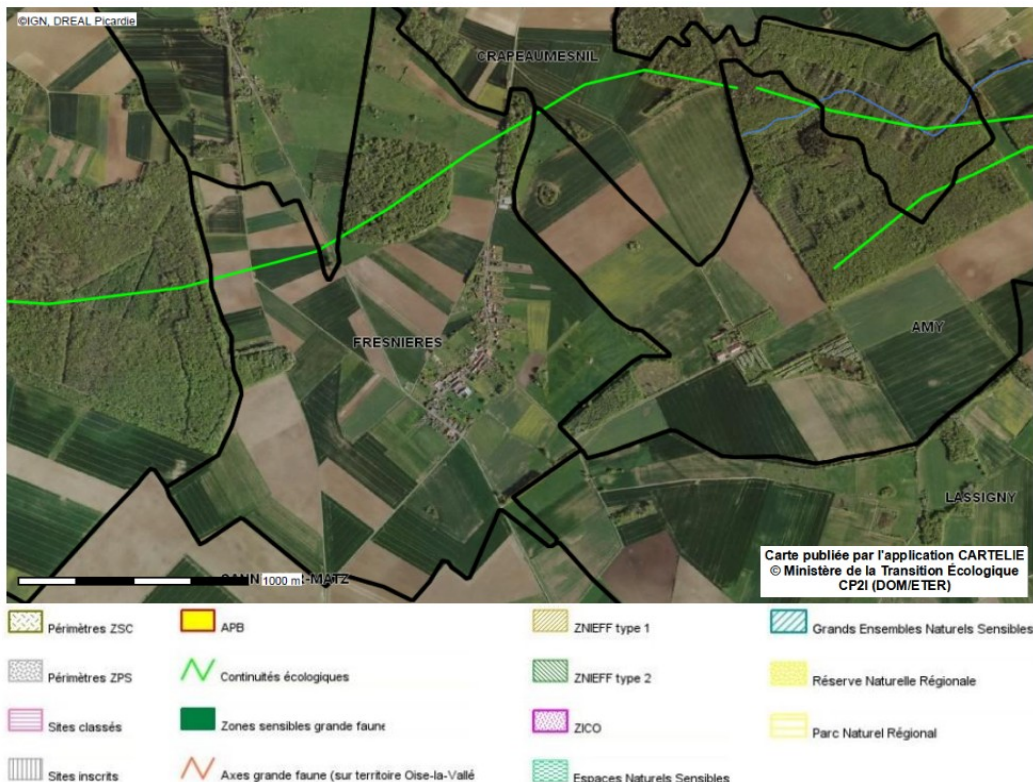 ©IGN, DREAL Picardie
CRAPEAUMESNIL
FRESNIERES
AMY
LASSIGNY
1000 m
Carte publiée par l'application CARTELIE
© Ministère de la Transition Écologique
CP2I (DOM/ETER)
Périmètres ZSC
APB
ZNIEFF type 1
Grands Ensembles Naturels Sensibles
Périmètres ZPS
Continuités écologiques
ZNIEFF type 2
Réserve Naturelle Régionale
Sites classés
Zones sensibles grande faune
ZICO
Parc Naturel Régional
Sites inscrits
Axes grande faune (sur territoire Oise-la-Vallé
Espaces Naturels Sensibles